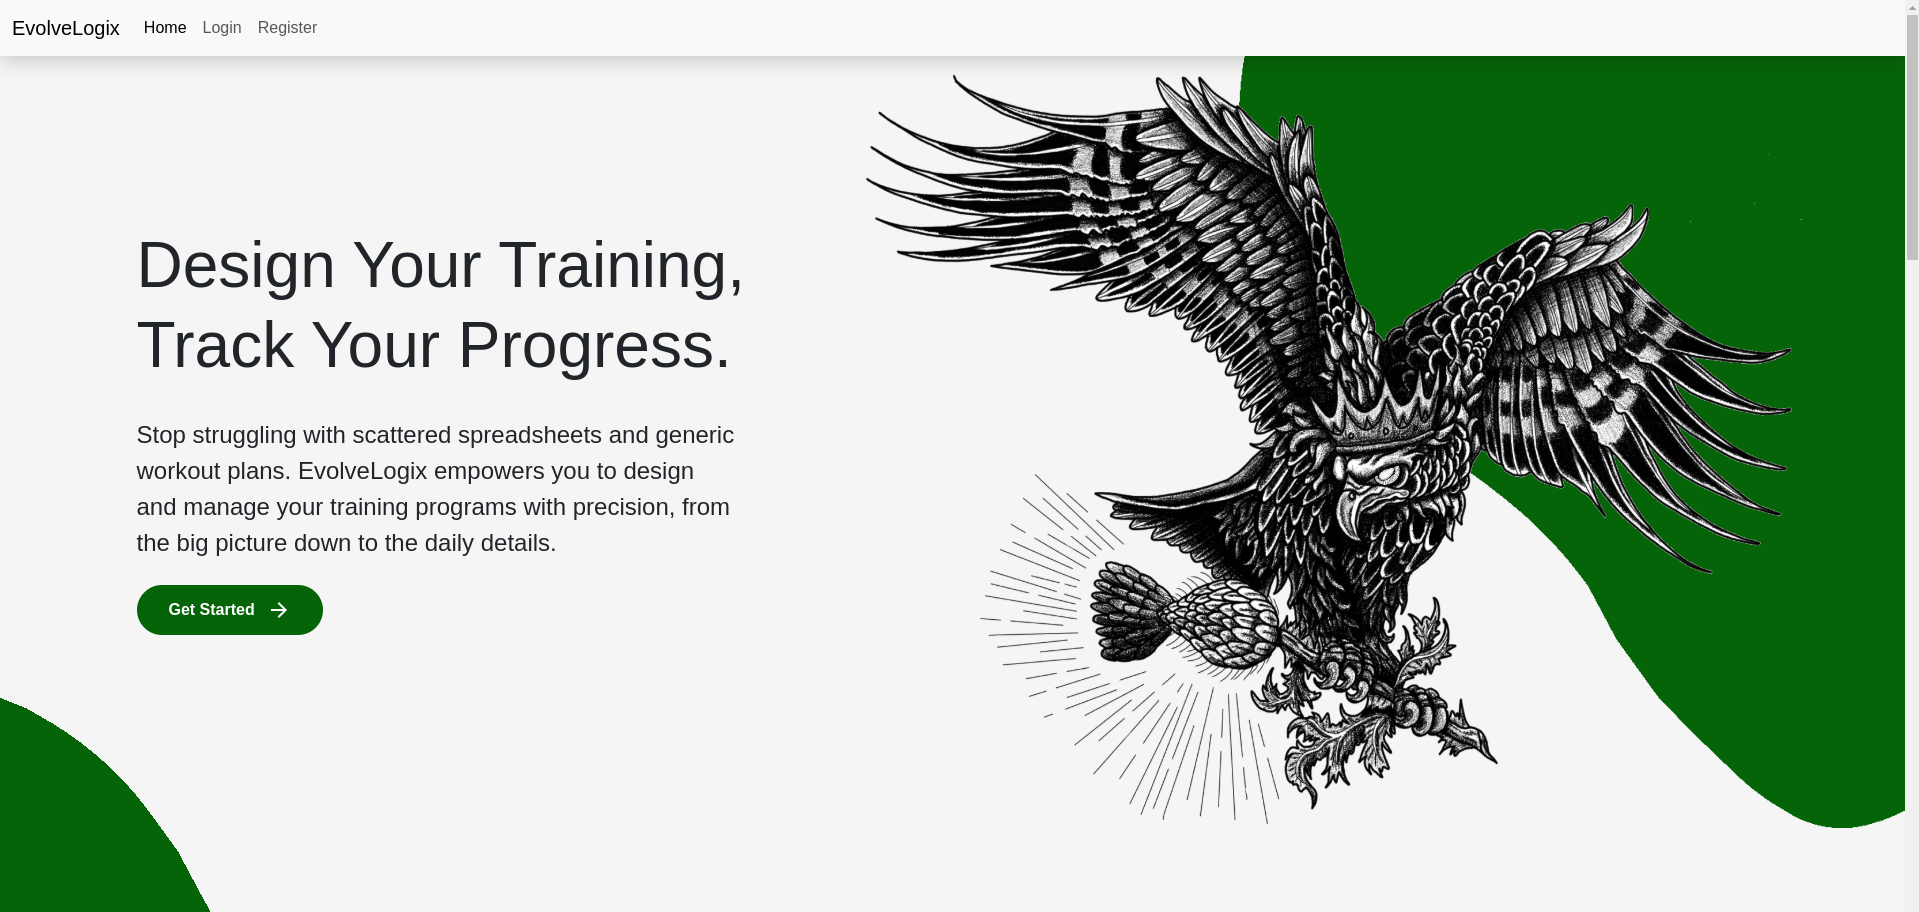 EvolveLogix Home Login Register
Design Your Training,
Track Your Progress.
Stop struggling with scattered spreadsheets and generic
workout plans. EvolveLogix empowers you to design
and manage your training programs with precision, from
the big picture down to the daily details.
Get Started